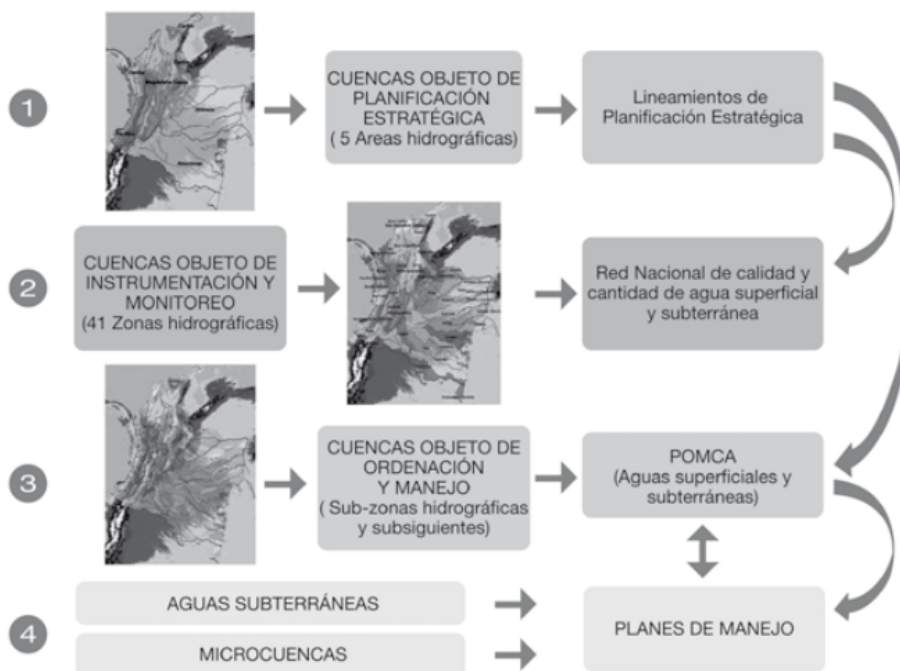 1
CUENCAS OBJETO DE
PLANIFICACIÓN
ESTRATÉGICA
( 5 Areas hidrográficas)
Lineamientos de
Planificación Estratégica
2
CUENCAS OBJETO DE
INSTRUMENTACIÓN Y
MONITOREO
(41 Zonas hidrográficas)
Red Nacional de calidad y
cantidad de agua superficial
y subterránea
3
CUENCAS OBJETO DE
ORDENACIÓN
Y MANEJO
( Sub-zonas hidrográficas
y subsiguientes)
POMCA
(Aguas superficiales y
subterráneas)
4
AGUAS SUBTERRÁNEAS
MICROCUENCAS
PLANES DE MANEJO